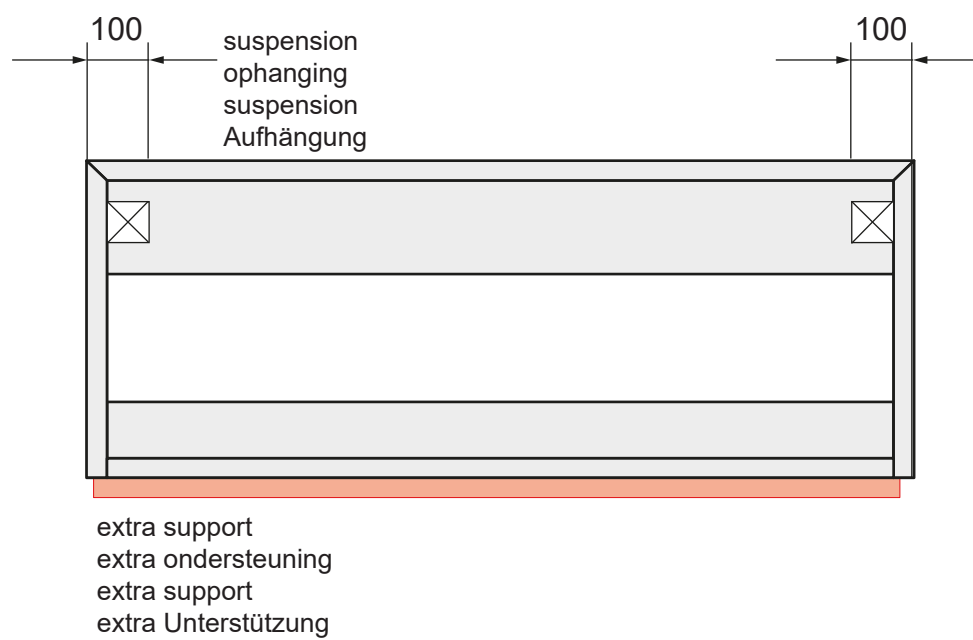 100
100
suspension
ophanging
suspension
Aufhängung
extra support
extra ondersteuning
extra support
extra Unterstützung